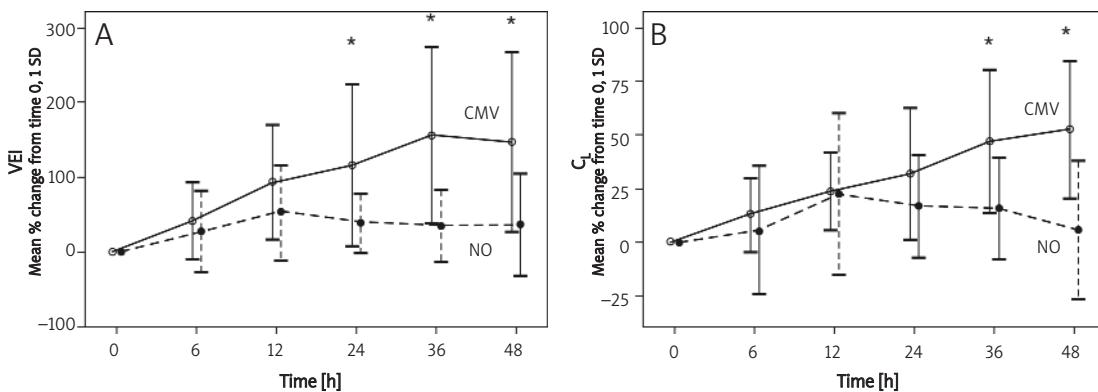 A
VEI
Mean % change from time 0, 1 SD
300
200
100
0
−100
*
*
*
CMV
NO
0 6 12 24 36 48
Time [h]
B
C_L
Mean % change from time 0, 1 SD
100
75
50
25
0
−25
*
*
CMV
NO
0 6 12 24 36 48
Time [h]